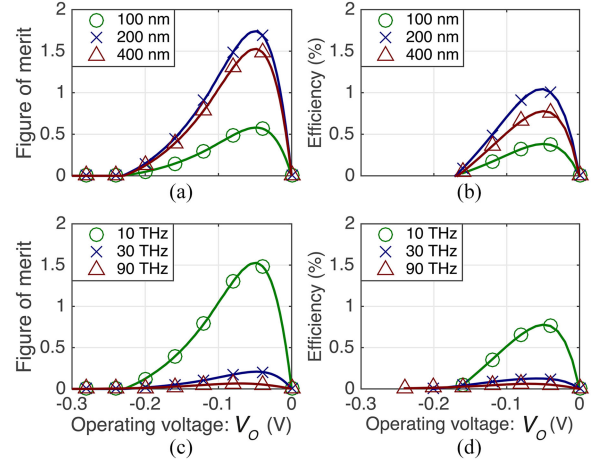 2
1.5
1
0.5
0
Figure of merit
100 nm
200 nm
400 nm
(a)
2
1.5
1
0.5
0
Efficiency (%)
100 nm
200 nm
400 nm
(b)
2
1.5
1
0.5
0
Figure of merit
10 THz
30 THz
90 THz
-0.3 -0.2 -0.1 0
Operating voltage: VO (V)
(c)
2
1.5
1
0.5
0
Efficiency (%)
10 THz
30 THz
90 THz
-0.3 -0.2 -0.1 0
Operating voltage: VO (V)
(d)